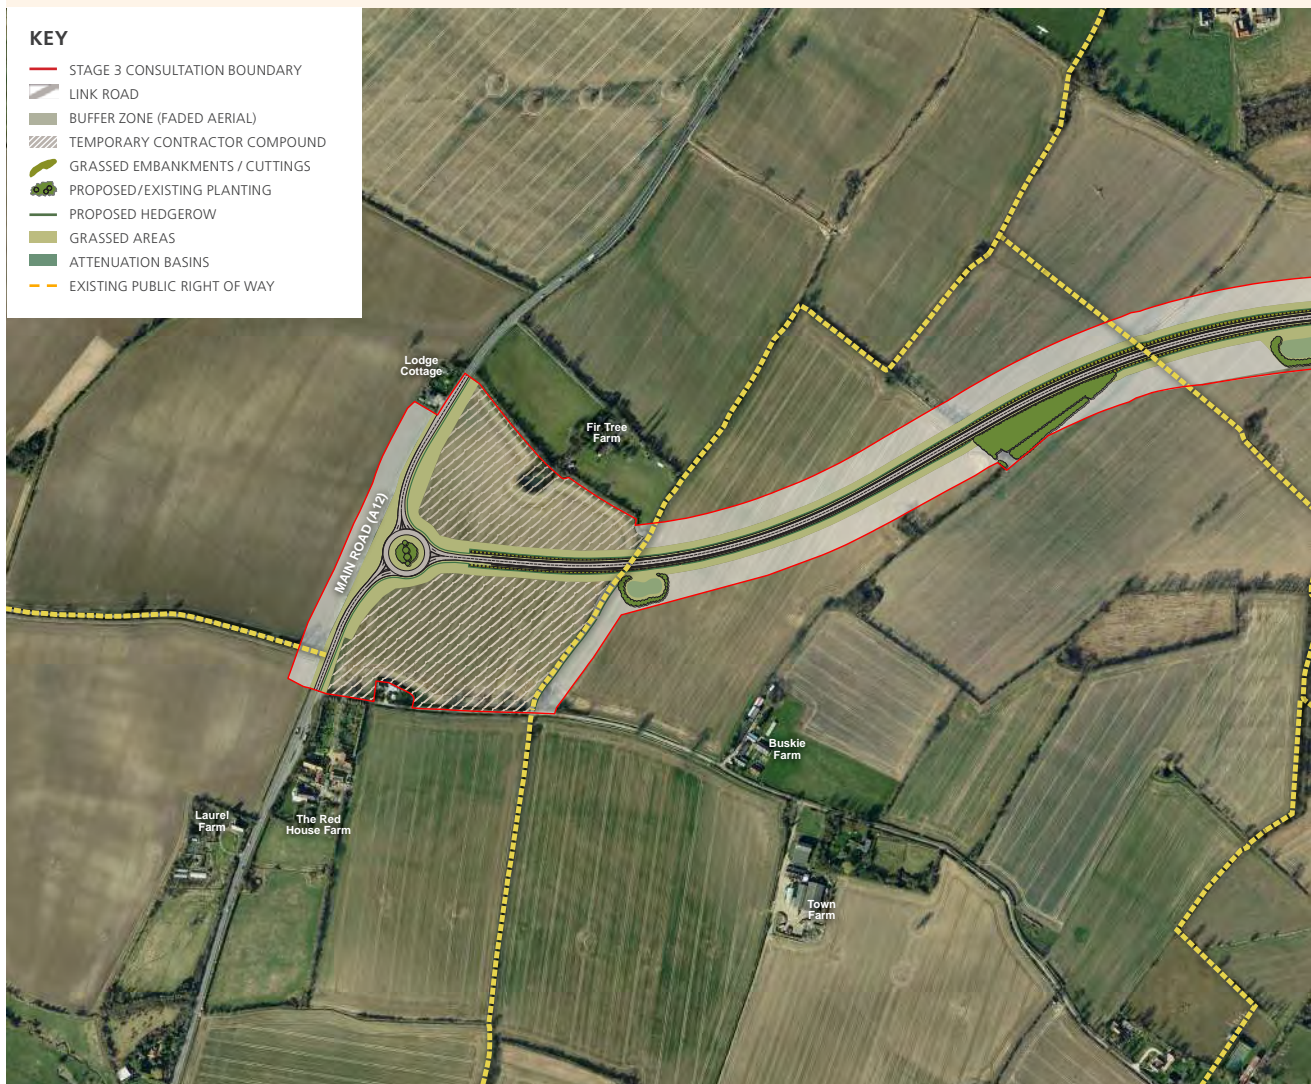 KEY
STAGE 3 CONSULTATION BOUNDARY
LINK ROAD
BUFFER ZONE (FADED AERIAL)
TEMPORARY CONTRACTOR COMPOUND
GRASSED EMBANKMENTS / CUTTINGS
PROPOSED/EXISTING PLANTING
PROPOSED HEDGEROW
GRASSED AREAS
ATTENUATION BASINS
EXISTING PUBLIC RIGHT OF WAY
Lodge
Cottage
Fir Tree
Farm
MAIN ROAD (A12)
Buskie
Farm
Laurel
Farm
The Red
House Farm
Town
Farm